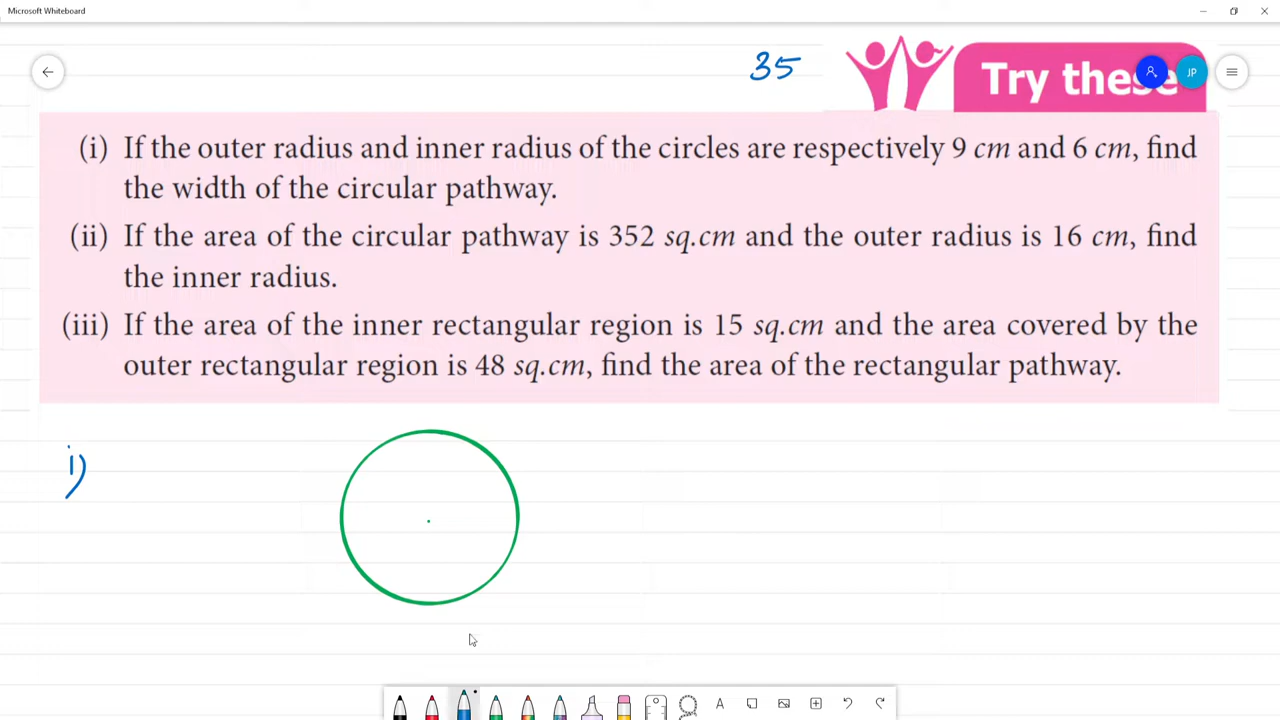 Microsoft Whiteboard
35
Try these
JP
(i) If the outer radius and inner radius of the circles are respectively 9 cm and 6 cm, find
the width of the circular pathway.
(ii) If the area of the circular pathway is 352 sq.cm and the outer radius is 16 cm, find
the inner radius.
(iii) If the area of the inner rectangular region is 15 sq.cm and the area covered by the
outer rectangular region is 48 sq.cm, find the area of the rectangular pathway.
i)
A